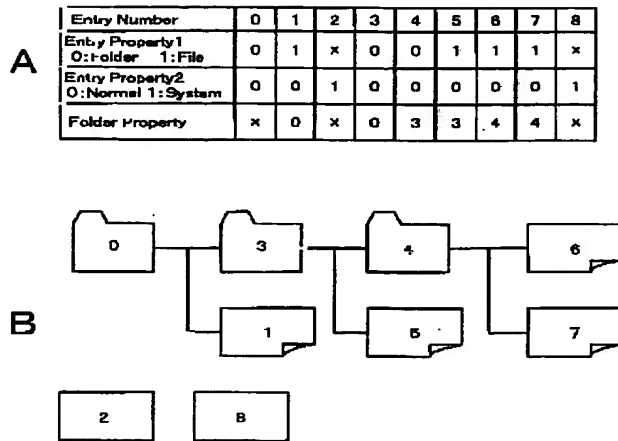 A
Entry Number 0 1 2 3 4 5 6 7 8
Entry Property1
0:Folder 1:File 0 1 × 0 0 1 1 1 ×
Entry Property2
0:Normal 1:System 0 0 1 0 0 0 0 0 1
Folder Property × 0 × 0 3 3 4 4 ×
B
0 3 4 6
1 5 7
2 8